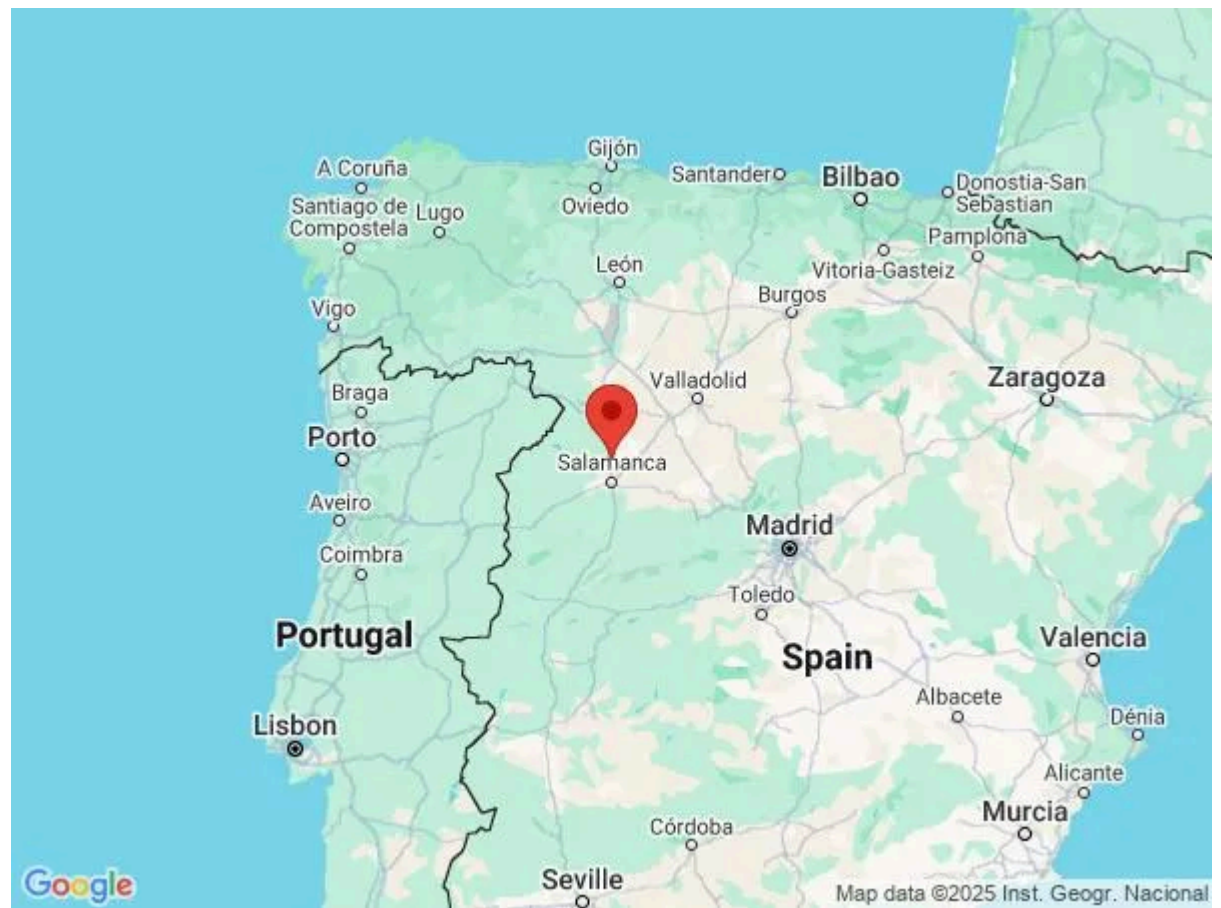 Gijón
A Coruña
Santander
Bilbao
Donostia-San
Sebastian
Santiago de
Compostela
Lugo
Oviedo
Pamplona
León
Vitoria-Gasteiz
Burgos
Vigo
Valladolid
Zaragoza
Braga
Porto
Salamanca
Aveiro
Madrid
Coimbra
Toledo
Portugal
Spain
Valencia
Albacete
Lisbon
Dénia
Alicante
Murcia
Córdoba
Seville
Google
Map data ©2025 Inst. Geogr. Nacional